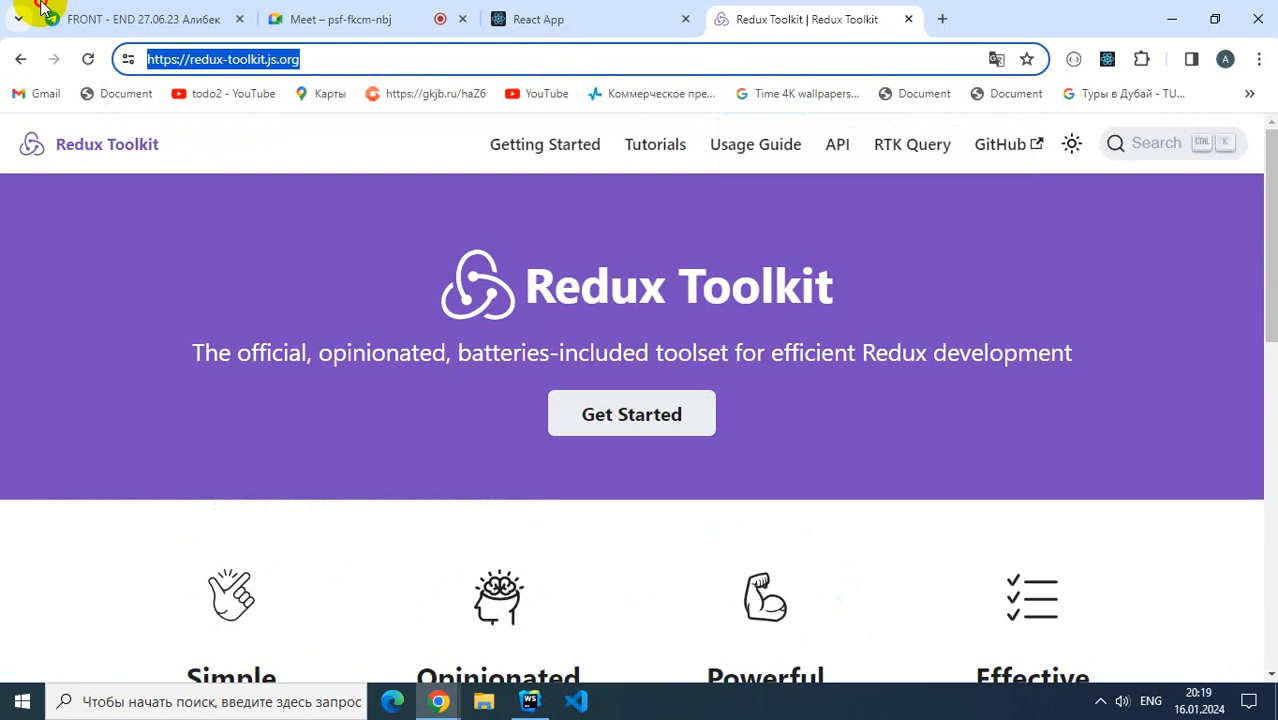 FRONT - END 27.06.23 Алибек
Meet – psf-fkcm-nbj
React App
Redux Toolkit | Redux Toolkit
https://redux-toolkit.js.org
A
Gmail
Document
todo2 - YouTube
Карты
https://gkjb.ru/haZ6
YouTube
Коммерческое пре...
Time 4K wallpapers...
Document
Document
Туры в Дубай - TU...
Redux Toolkit
Getting Started
Tutorials
Usage Guide
API
RTK Query
GitHub
Search
CTRL
K
Redux Toolkit
The official, opinionated, batteries-included toolset for efficient Redux development
Get Started
Simple
Opinionated
Powerful
Effective
Чтобы начать поиск, введите здесь запрос
WS
ENG
20:19
16.01.2024